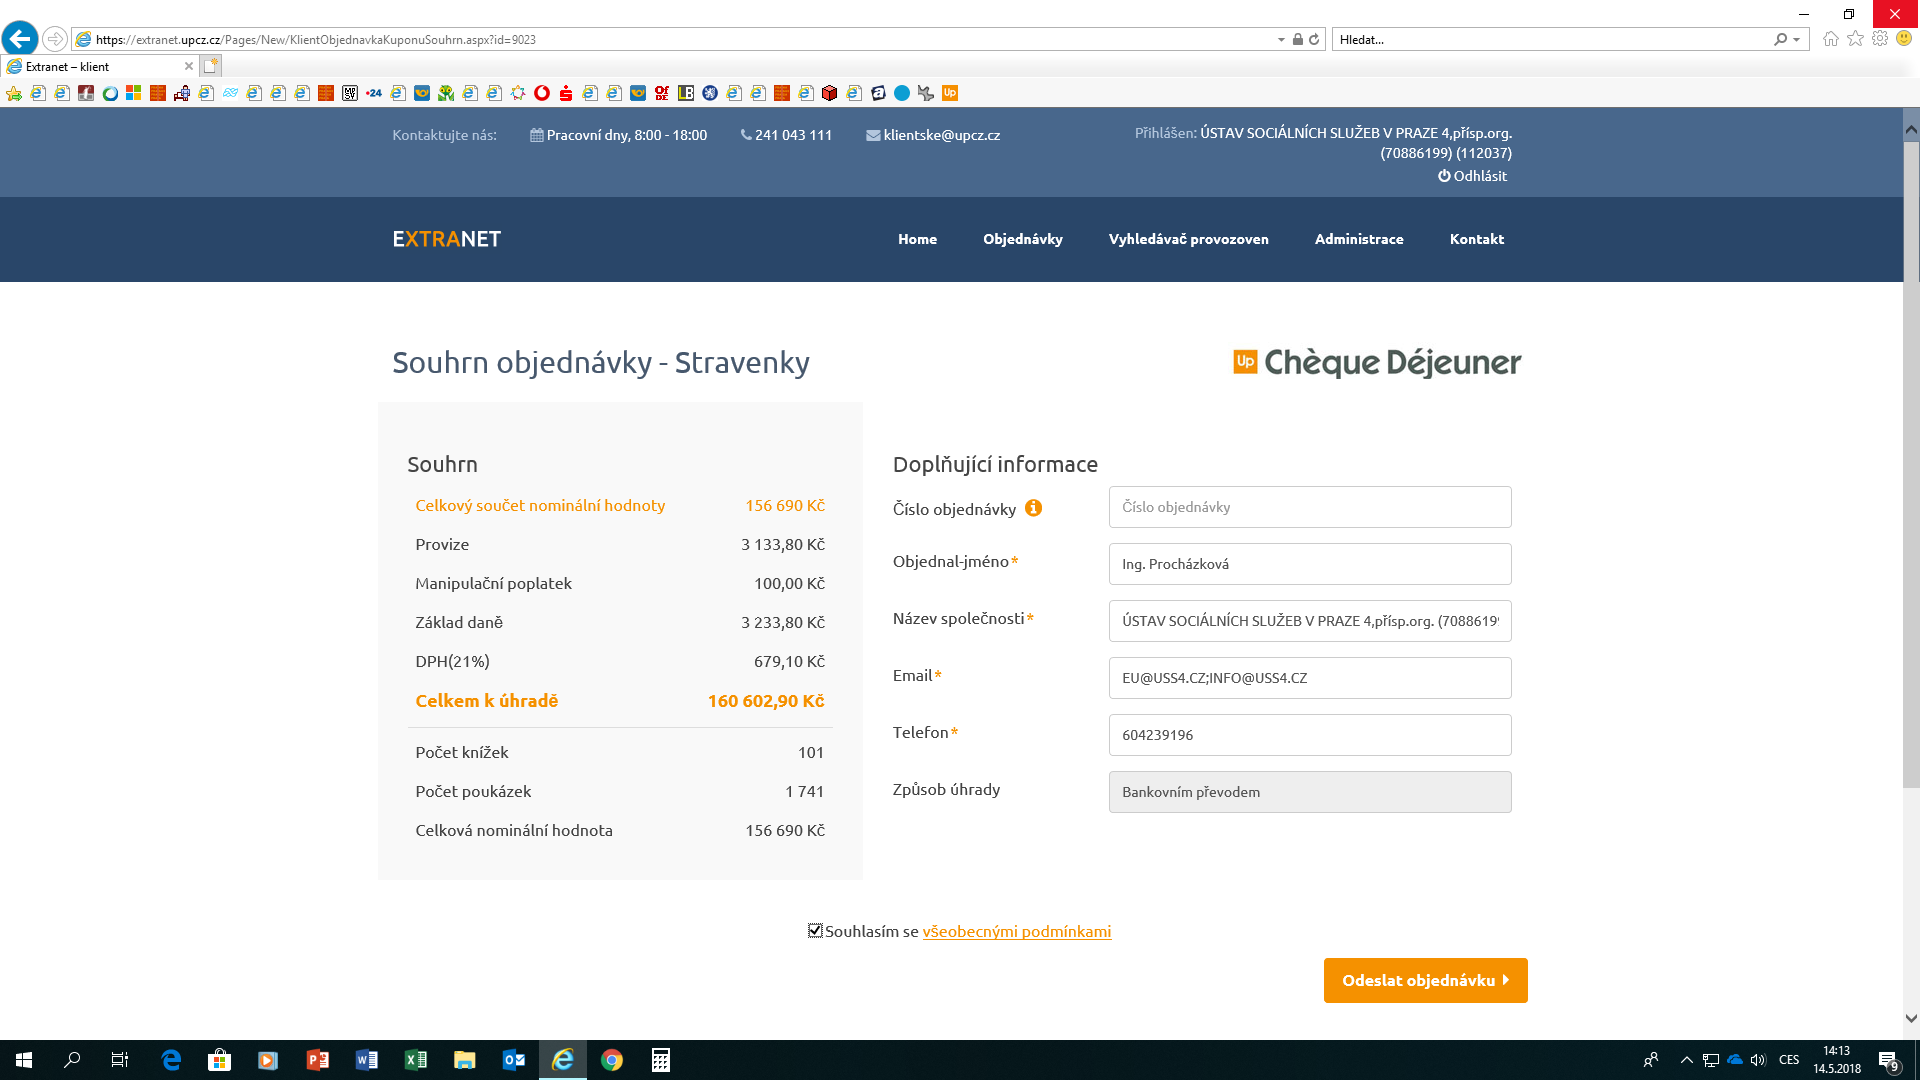 https://extranet.upcz.cz/Pages/New/KlientObjednavkaKuponuSouhrn.aspx?id=9023
Hledat...
Extranet – klient
Kontaktujte nás:
Pracovní dny, 8:00 - 18:00
241 043 111
klientske@upcz.cz
Přihlášen: ÚSTAV SOCIÁLNÍCH SLUŽEB V PRAZE 4,přísp.org.
(70886199) (112037)
Odhlásit
EXTRANET
Home
Objednávky
Vyhledávač provozoven
Administrace
Kontakt
Souhrn objednávky - Stravenky
Up Chèque Déjeuner
Souhrn
Celkový součet nominální hodnoty 156 690 Kč
Provize 3 133,80 Kč
Manipulační poplatek 100,00 Kč
Základ daně 3 233,80 Kč
DPH(21%) 679,10 Kč
Celkem k úhradě 160 602,90 Kč
Počet knížek 101
Počet poukázek 1 741
Celková nominální hodnota 156 690 Kč
Doplňující informace
Číslo objednávky Číslo objednávky
Objednal-jméno* Ing. Procházková
Název společnosti* ÚSTAV SOCIÁLNÍCH SLUŽEB V PRAZE 4,přísp.org. (7088619
Email* EU@USS4.CZ;INFO@USS4.CZ
Telefon* 604239196
Způsob úhrady Bankovním převodem
Souhlasím se všeobecnými podmínkami
Odeslat objednávku
CES
14:13
14.5.2018
9